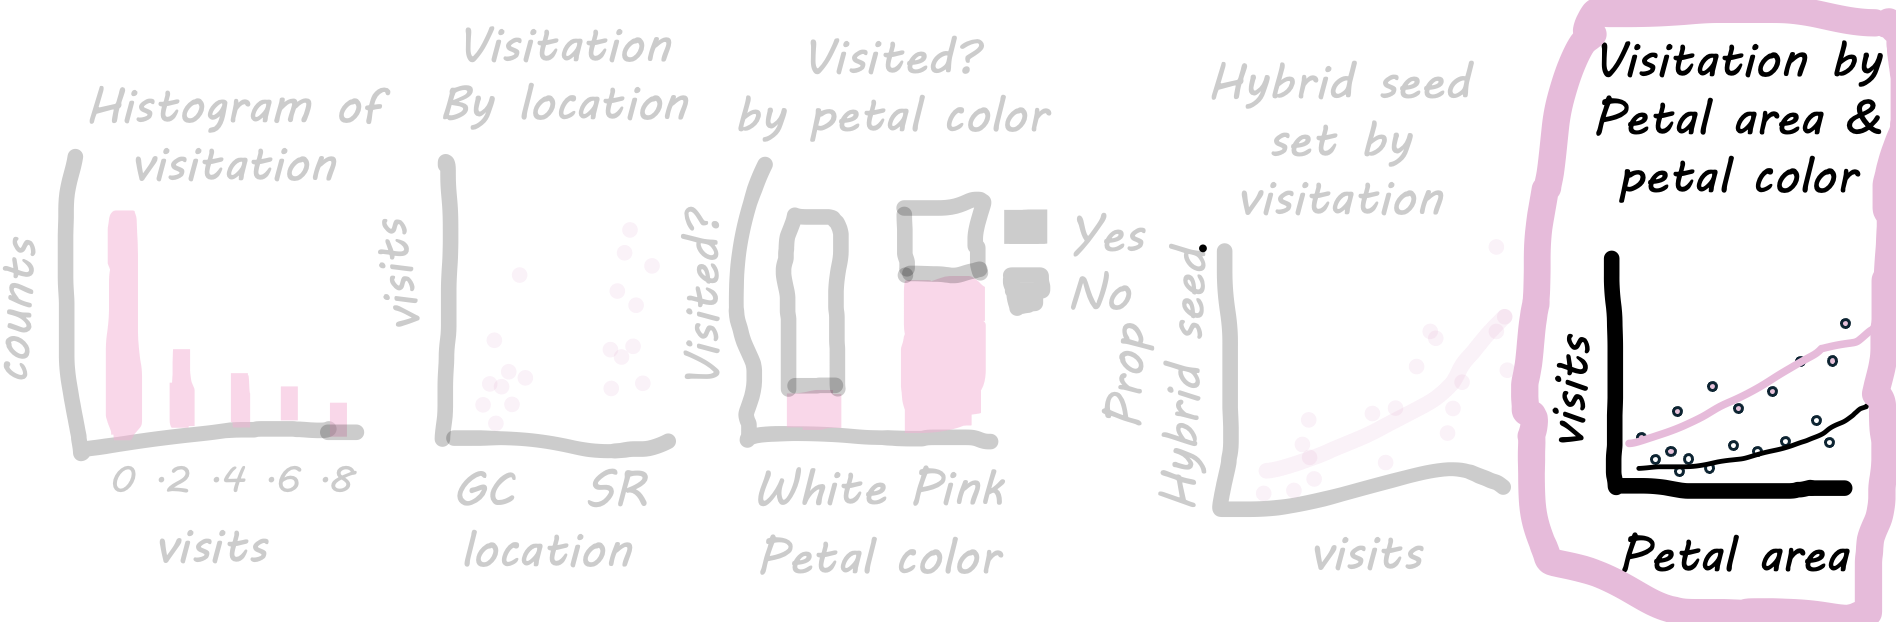 Histogram of
visitation
counts
0 .2 .4 .6 .8
visits
Visitation
By location
visits
GC SR
location
Visited?
by petal color
Visited?
Yes
No
White Pink
Petal color
Hybrid seed
set by
visitation
Prop
Hybrid seed.
visits
Visitation by
Petal area &
petal color
visits
Petal area